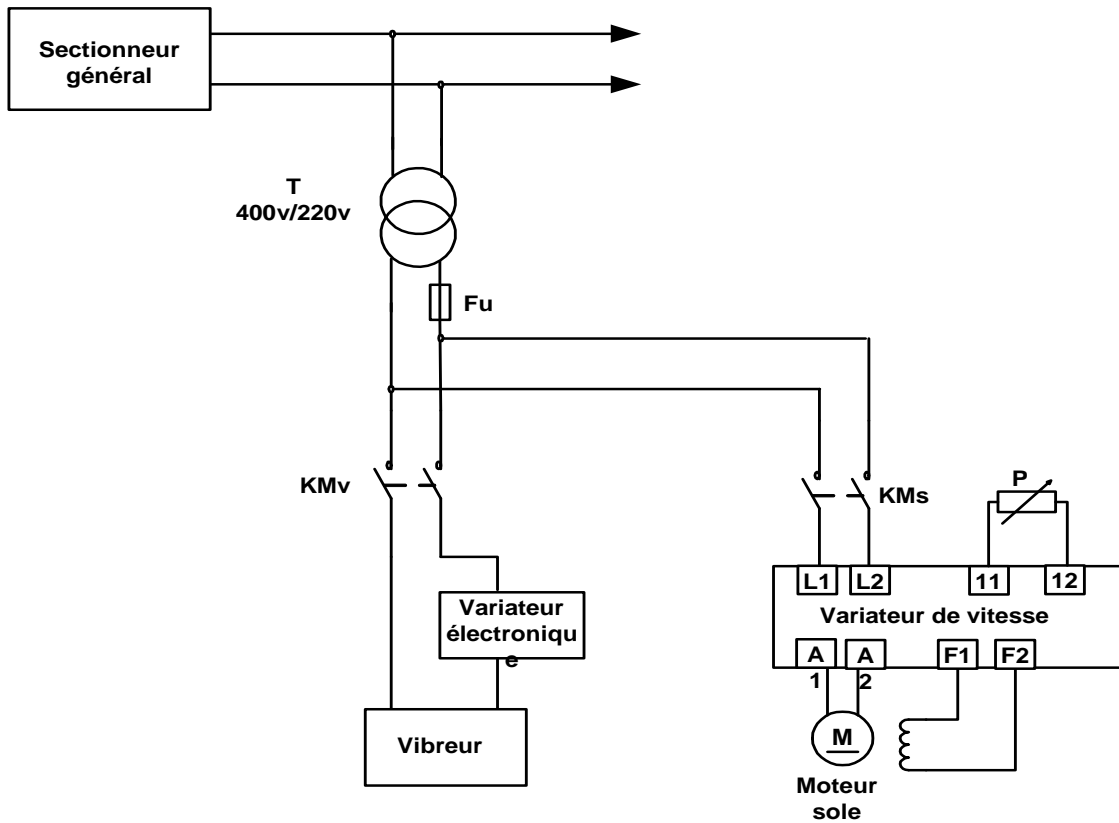 Sectionneur
général
T
400v/220v
Fu
KMv
KMs
P
L1
L2
11
12
Variateur de vitesse
A
1
A
2
F1
F2
Variateur
électroniqu
e
Vibreur
M
Moteur
sole